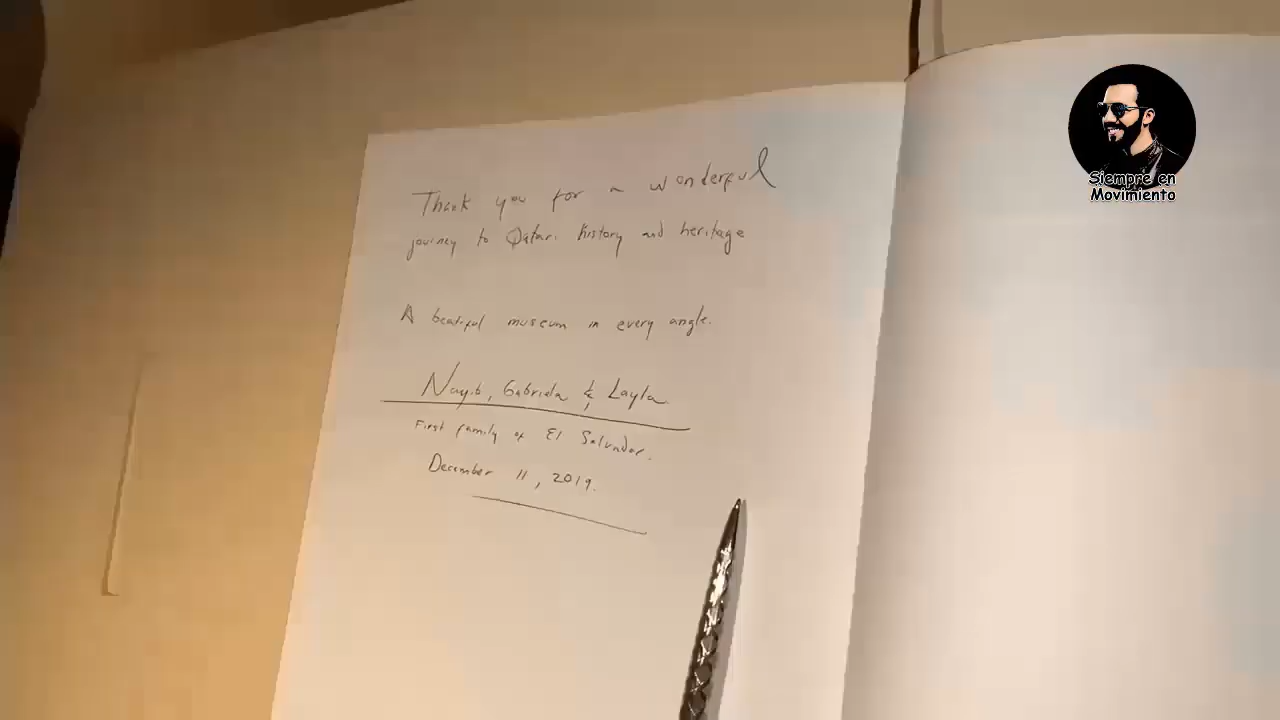 Thank you for a wonderful
journey to Qatari history and heritage
A beatiful museum in every angle.
Nayib, Gabriela & Layla
First family of El Salvador.
December 11, 2019.
Siempre en
Movimiento